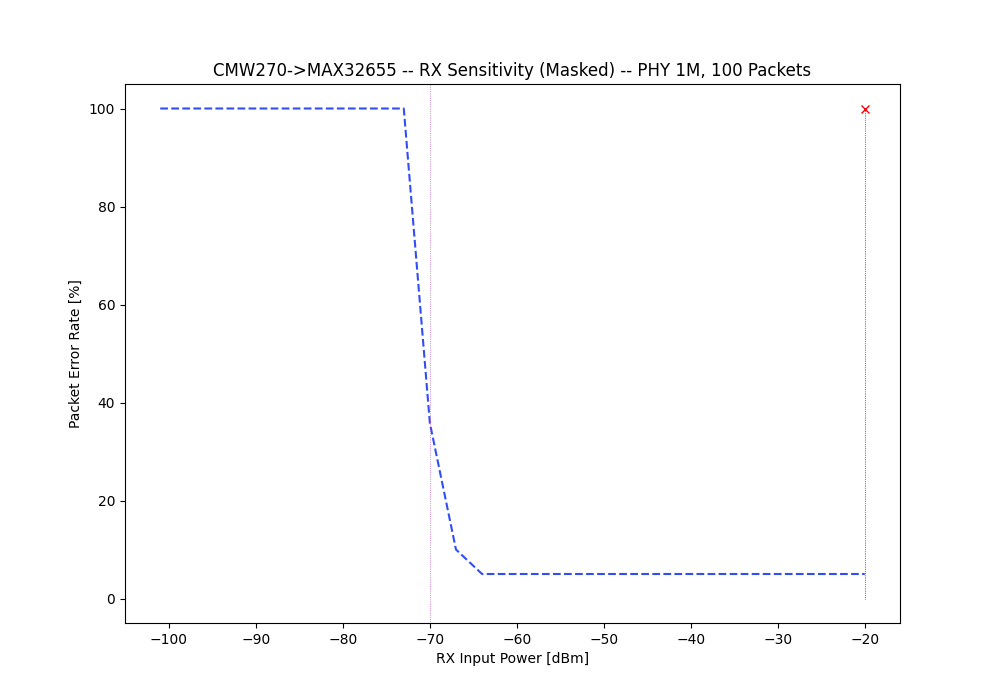 CMW270->MAX32655 -- RX Sensitivity (Masked) -- PHY 1M, 100 Packets
Packet Error Rate [%]
100
80
60
40
20
0
−100 −90 −80 −70 −60 −50 −40 −30 −20
RX Input Power [dBm]